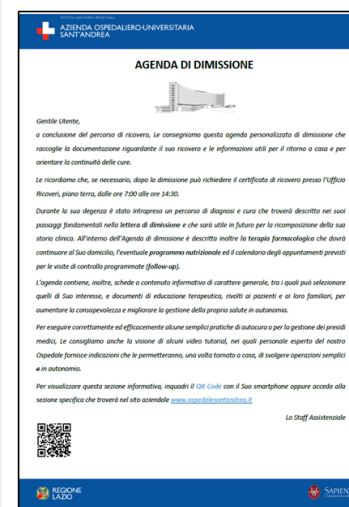 SISTEMA SANITARIO REGIONALE
AZIENDA OSPEDALIERO-UNIVERSITARIA
SANT'ANDREA
AGENDA DI DIMISSIONE
Gentile Utente,
a conclusione del percorso di ricovero, Le consegniamo questa agenda personalizzata di dimissione che
raccoglie la documentazione riguardante il suo ricovero e le informazioni utili per il ritorno a casa e per
orientare la continuità delle cure.
Le ricordiamo che, se necessario, dopo la dimissione può richiedere il certificato di ricovero presso l'Ufficio
Ricoveri, piano terra, dalle ore 7:00 alle ore 14:30.
Durante la sua degenza è stato intrapreso un percorso di diagnosi e cura che troverà descritto nei suoi
passaggi fondamentali nella lettera di dimissione e che sarà utile in futuro per la ricomposizione della sua
storia clinica. All'interno dell'Agenda di dimissione è descritta inoltre la terapia farmacologica che dovrà
continuare al Suo domicilio, l'eventuale programma nutrizionale ed il calendario degli appuntamenti previsti
per le visite di controllo programmate (follow-up).
L'agenda contiene, inoltre, schede a contenuto informativo di carattere generale, tra i quali può selezionare
quelli di Suo interesse, e documenti di educazione terapeutica, rivolti ai pazienti e ai loro familiari, per
aumentare la consapevolezza e migliorare la gestione della propria salute in autonomia.
Per eseguire correttamente ed efficacemente alcune semplici pratiche di autocura o per la gestione dei presidi
medici, Le consigliamo anche la visione di alcuni video tutorial, nei quali personale esperto del nostro
Ospedale fornisce indicazioni che le permetteranno, una volta tornato a casa, di svolgere operazioni semplici
e in autonomia.
Per visualizzare questa sezione informativa, inquadri il QR Code con il Suo smartphone oppure acceda alla
sezione specifica che troverà nel sito aziendale www.ospedalesantandrea.it
Lo Staff Assistenziale
REGIONE
LAZIO
SAPIEN